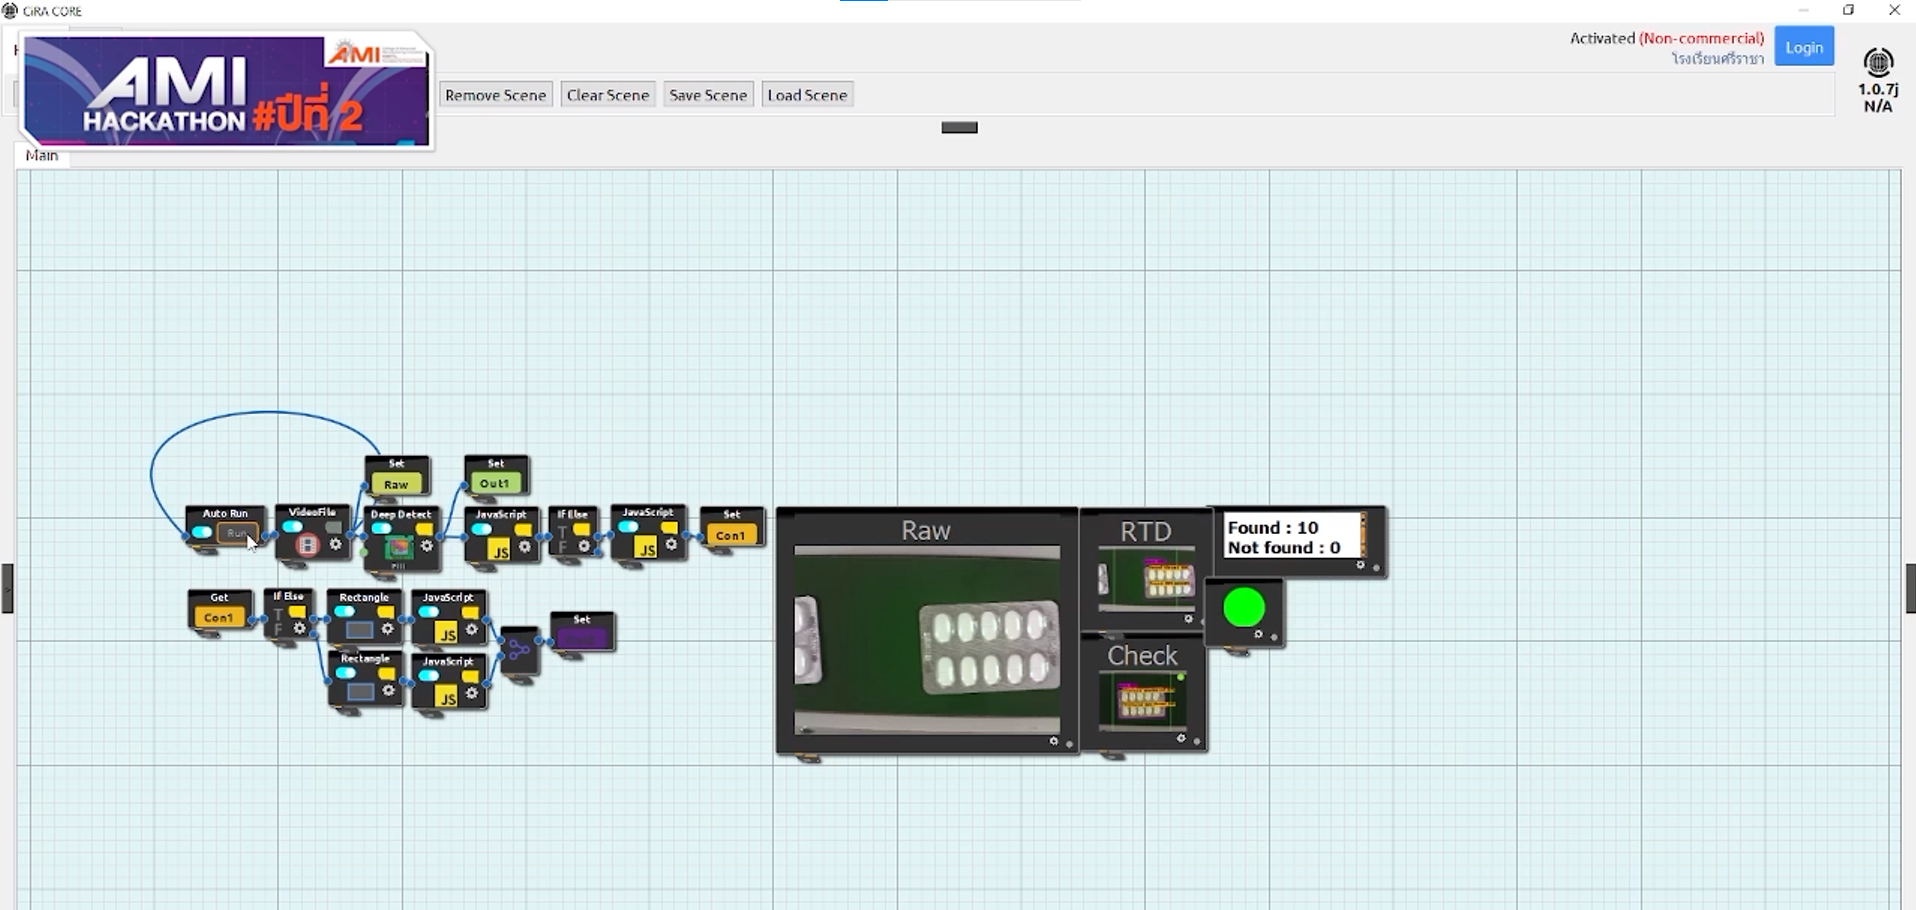 CiRA CORE
AMI
AMI
HACKATHON #ปีที่ 2
Remove Scene
Clear Scene
Save Scene
Load Scene
Activated (Non-commercial)
โรงเรียนศรีราชา
Login
1.0.7j
N/A
Main
Set
Raw
Set
Out1
Auto Run
Run
VideoFile
Deep Detect
Pill
JavaScript
JS
If Else
T
F
JavaScript
JS
Set
Con1
Get
Con1
If Else
T
F
Rectangle
JavaScript
JS
Rectangle
JavaScript
JS
Set
Raw
RTD
Found : 10
Not found : 0
Check